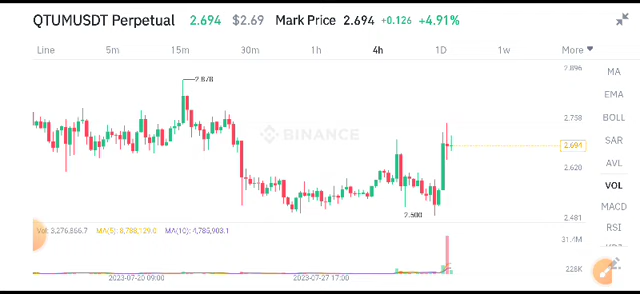 QTUMUSDT Perpetual 2.694 $2.69 Mark Price 2.694 +0.126 +4.91%
Line 5m 15m 30m 1h 4h 1D 1w More
2.896
MA
2.878
EMA
2.758
BOLL
BINANCE
2.694
SAR
2.620
AVL
VOL
2.500
2.481
MACD
Vol: 3,276,866.7 MA(5): 8,788,129.0 MA(10): 4,785,903.1
RSI
31.4M
228K
2023-07-20 09:00 2023-07-27 17:00